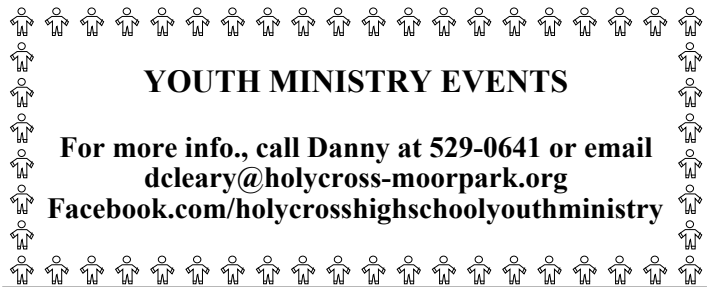 YOUTH MINISTRY EVENTS
For more info., call Danny at 529-0641 or email
dcleary@holycross-moorpark.org
Facebook.com/holycrosshighschoolyouthministry